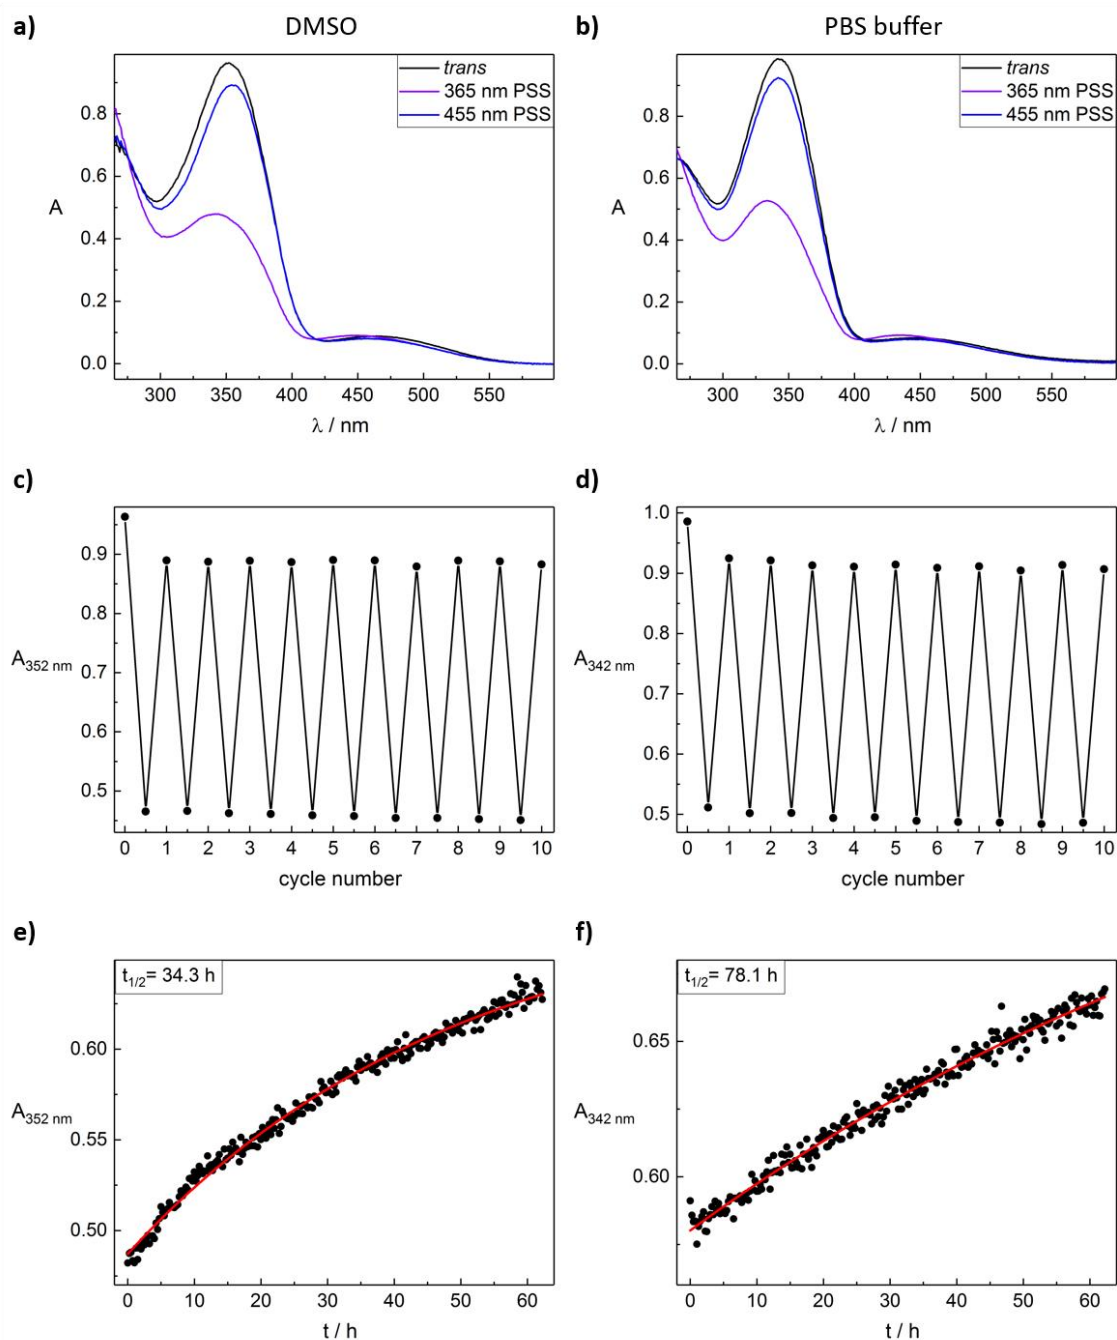 a) DMSO
trans
365 nm PSS
455 nm PSS
A
0.8
0.6
0.4
0.2
0.0
300 350 400 450 500 550
λ / nm
b) PBS buffer
trans
365 nm PSS
455 nm PSS
A
0.8
0.6
0.4
0.2
0.0
300 350 400 450 500 550
λ / nm
c)
A352 nm
0.9
0.8
0.7
0.6
0.5
0 1 2 3 4 5 6 7 8 9 10
cycle number
d)
A342 nm
1.0
0.9
0.8
0.7
0.6
0.5
0 1 2 3 4 5 6 7 8 9 10
cycle number
e)
t1/2= 34.3 h
A352 nm
0.60
0.55
0.50
0 10 20 30 40 50 60
t / h
f)
t1/2= 78.1 h
A342 nm
0.65
0.60
0 10 20 30 40 50 60
t / h